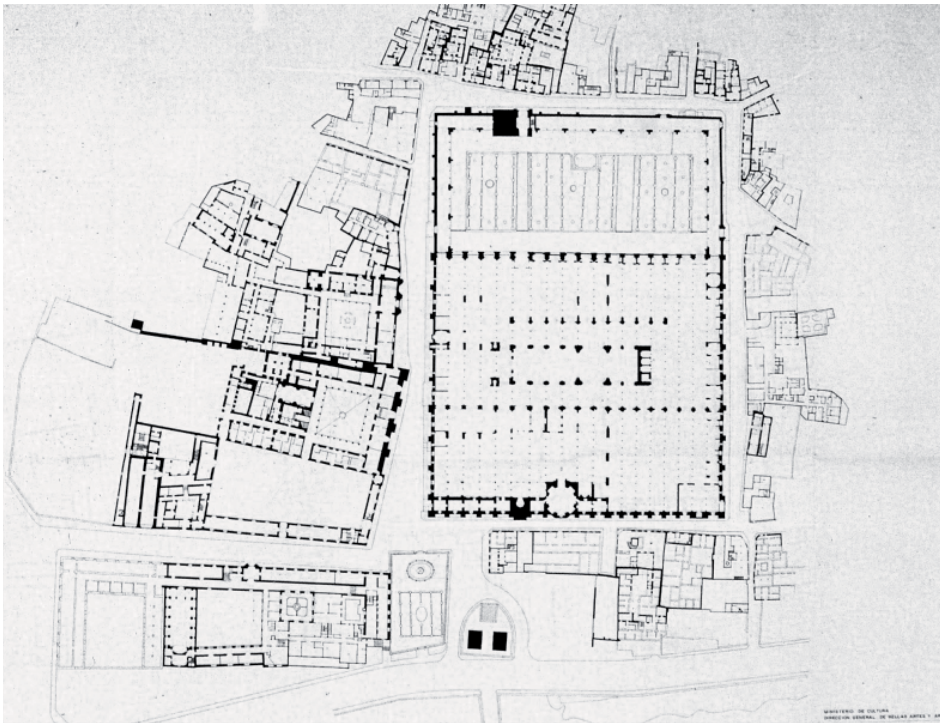 MINISTERIO DE CULTURA
DIRECCION GENERAL DE BELLAS ARTES Y